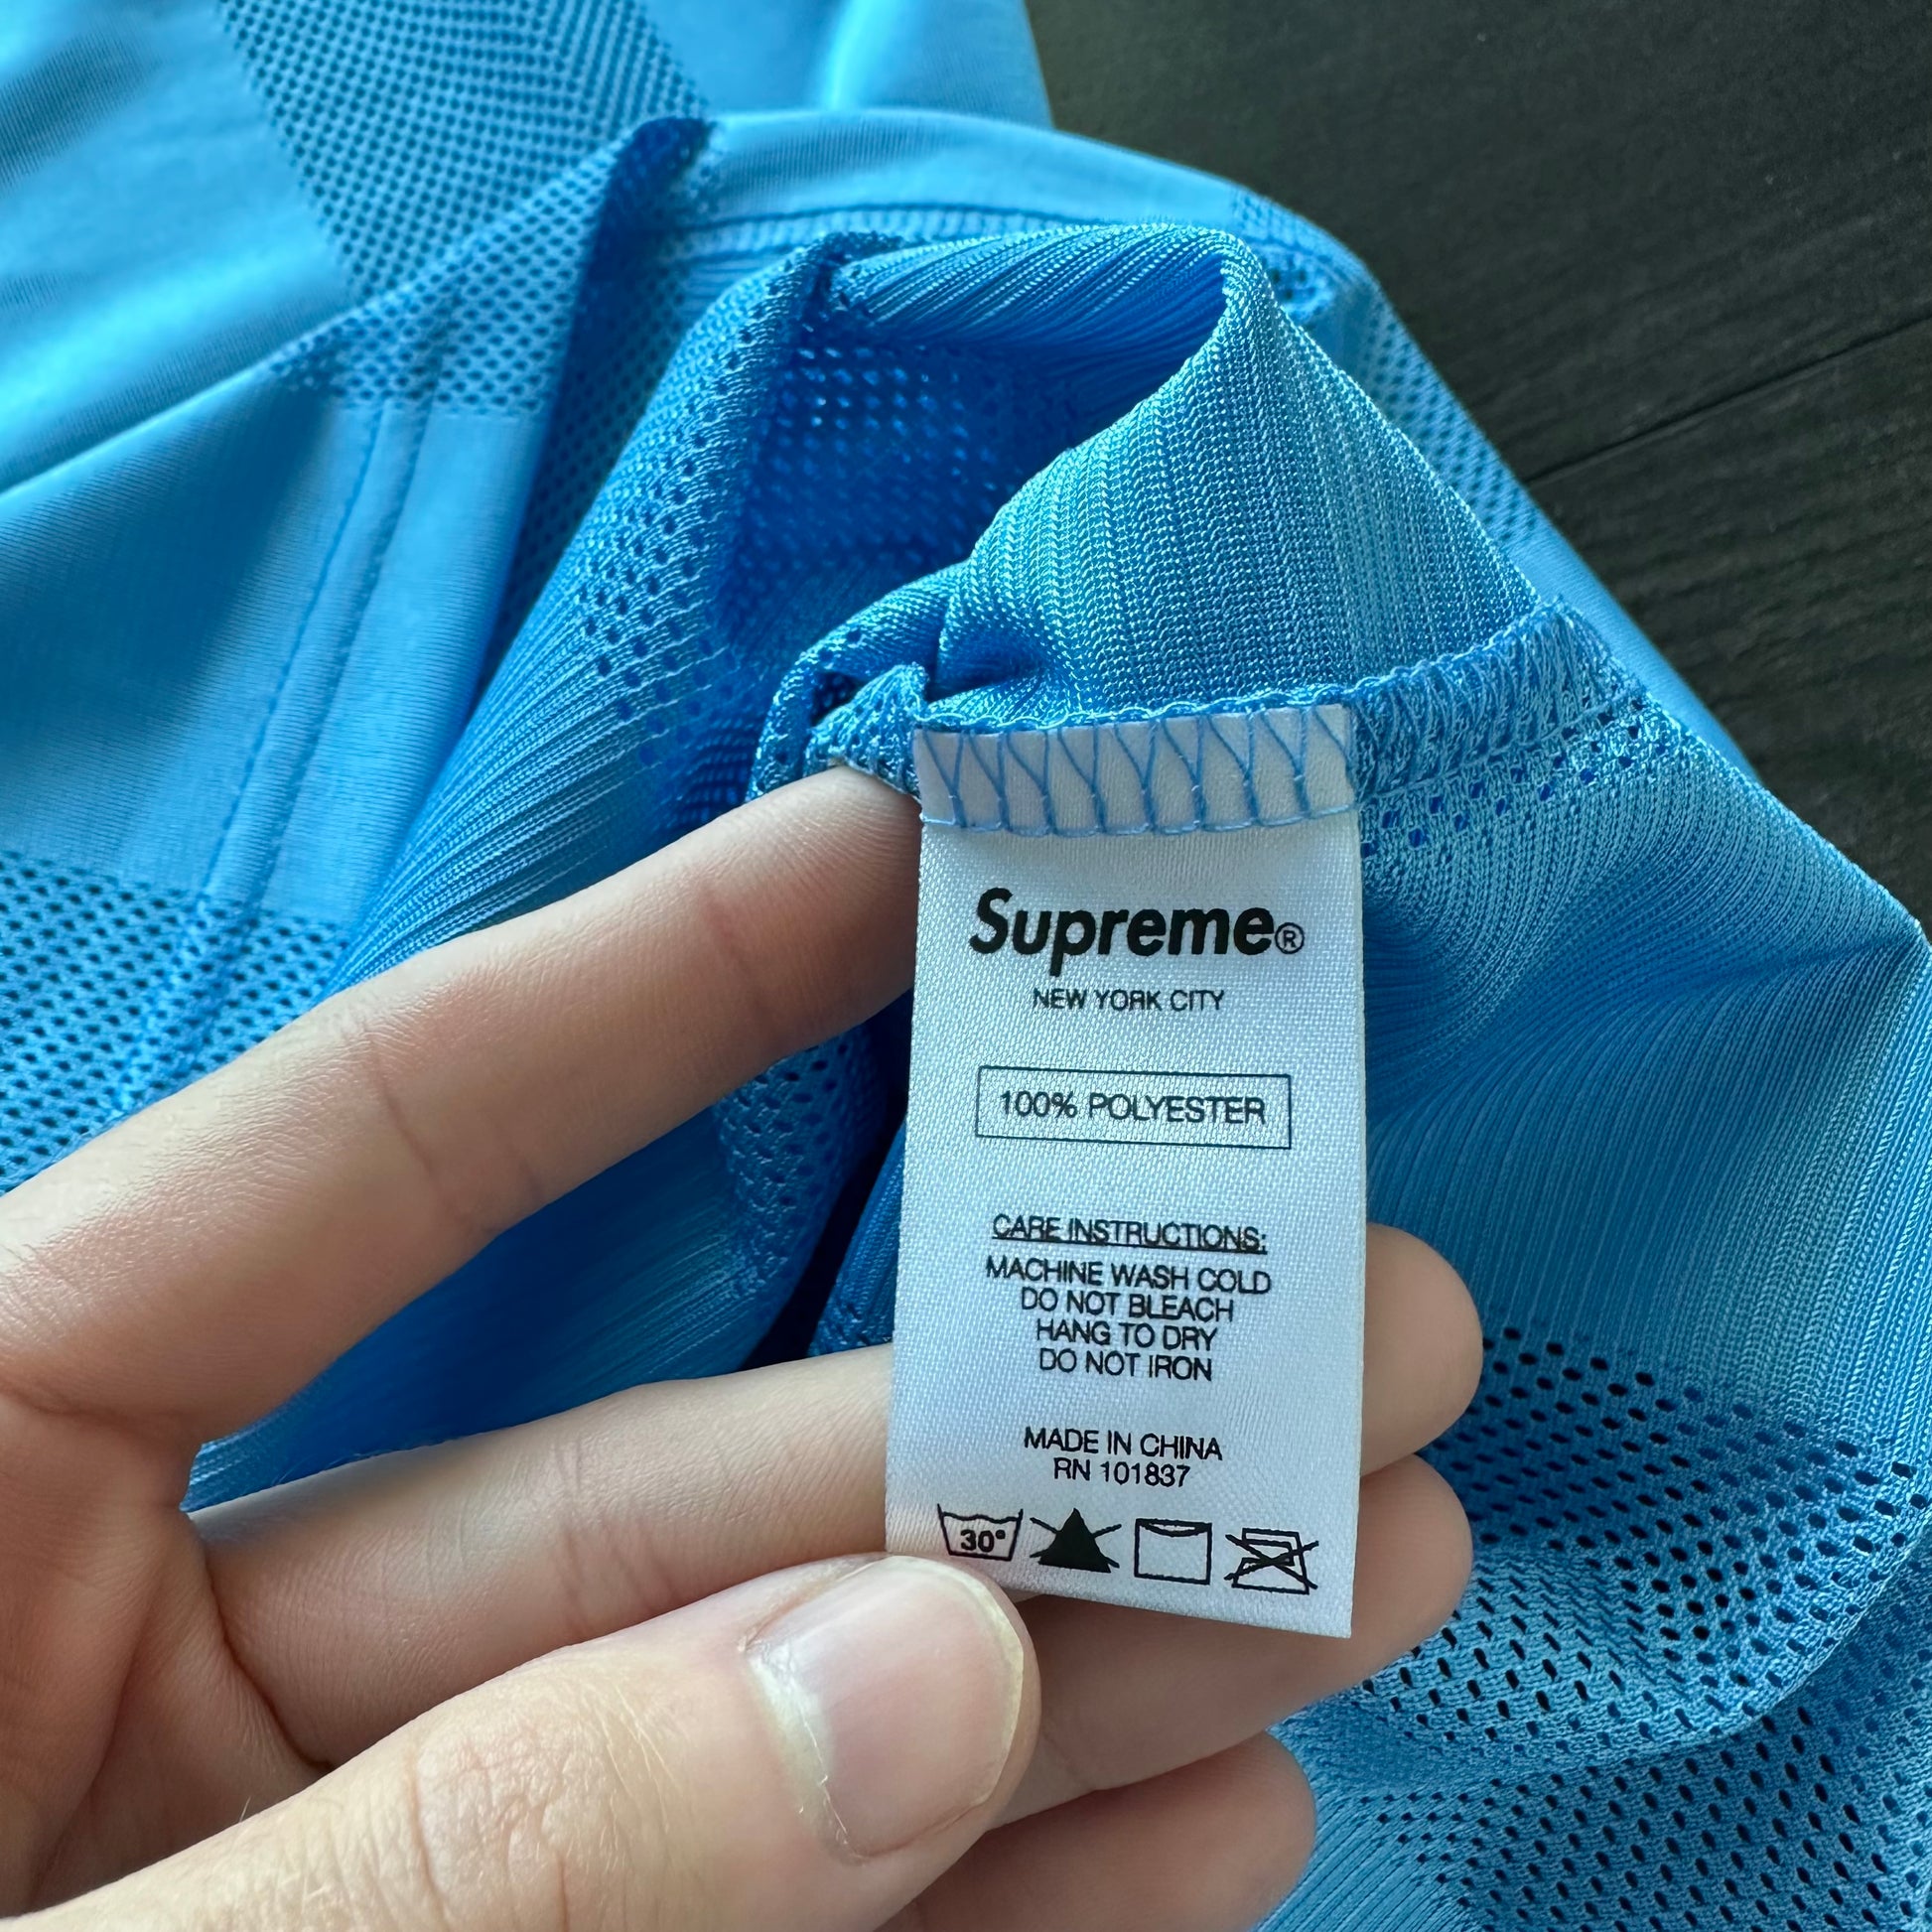 Supreme®
NEW YORK CITY
100% POLYESTER
CARE INSTRUCTIONS:
MACHINE WASH COLD
DO NOT BLEACH
HANG TO DRY
DO NOT IRON
MADE IN CHINA
RN 101837
30°